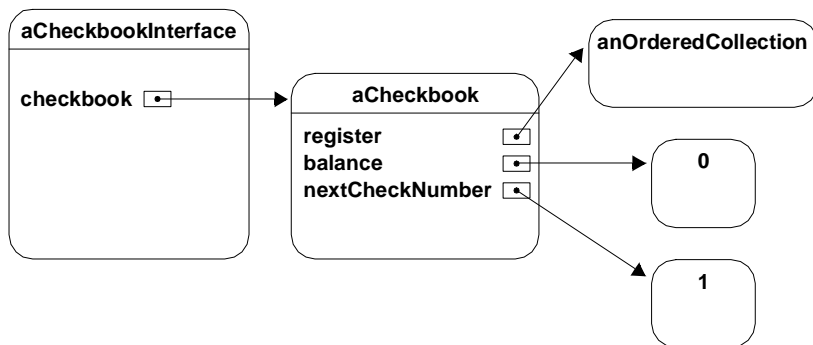 aCheckbookInterface
checkbook
aCheckbook
register
balance
nextCheckNumber
anOrderedCollection
0
1